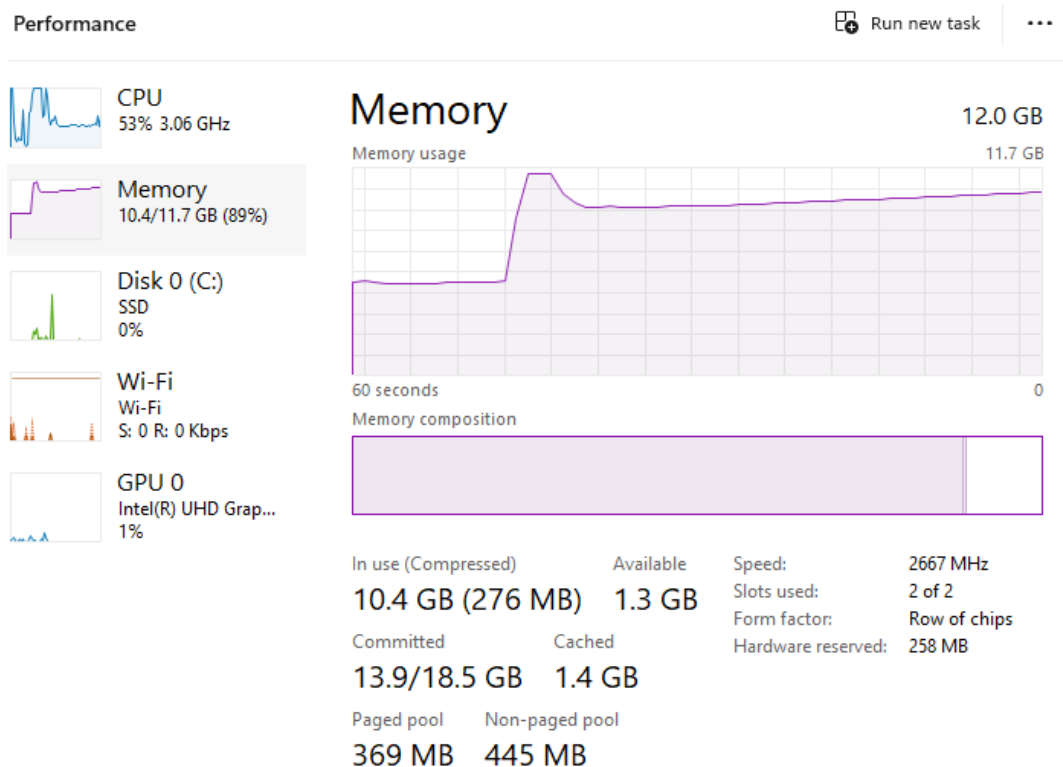 Performance
Run new task
CPU
53% 3.06 GHz
Memory
10.4/11.7 GB (89%)
Disk 0 (C:)
SSD
0%
Wi-Fi
Wi-Fi
S: 0 R: 0 Kbps
GPU 0
Intel(R) UHD Grap...
1%
Memory 12.0 GB
Memory usage 11.7 GB
60 seconds 0
Memory composition
In use (Compressed) Available
10.4 GB (276 MB) 1.3 GB
Committed Cached
13.9/18.5 GB 1.4 GB
Paged pool Non-paged pool
369 MB 445 MB
Speed: 2667 MHz
Slots used: 2 of 2
Form factor: Row of chips
Hardware reserved: 258 MB